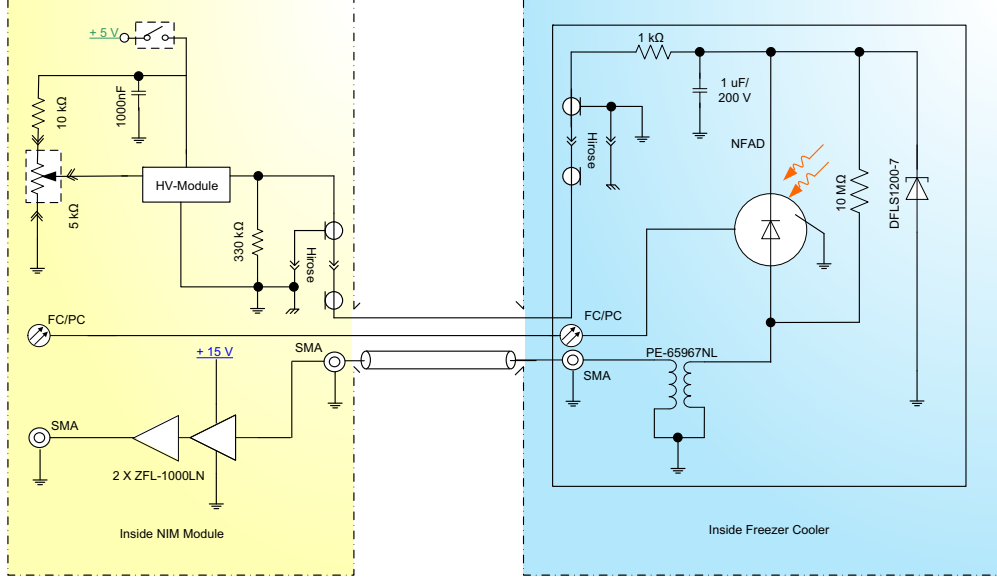 + 5 V
10 kΩ
1000nF
5 kΩ
HV-Module
330 kΩ
Hirose
FC/PC
+ 15 V
SMA
SMA
2 X ZFL-1000LN
Inside NIM Module
1 kΩ
1 uF/
200 V
Hirose
NFAD
10 MΩ
DFLS1200-7
FC/PC
PE-65967NL
SMA
Inside Freezer Cooler